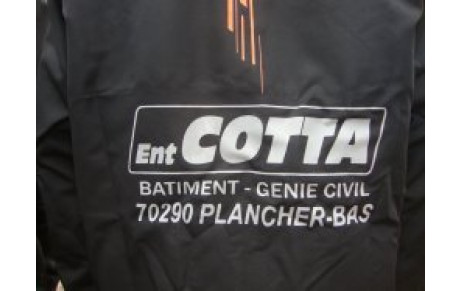 Ent COTTA
BATIMENT - GENIE CIVIL
70290 PLANCHER-BAS